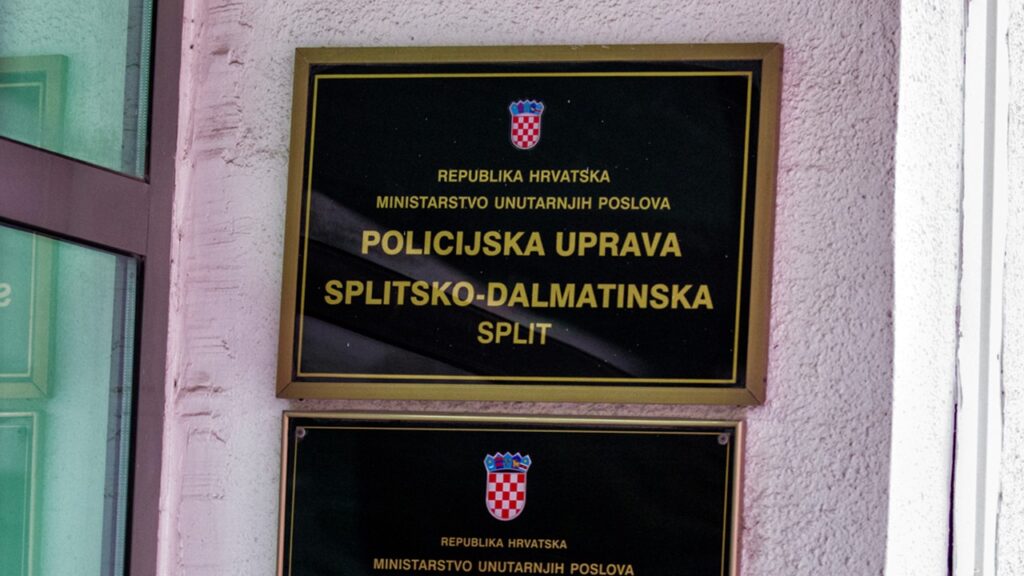 REPUBLIKA HRVATSKA
MINISTARSTVO UNUTARNJIH POSLOVA
POLICIJSKA UPRAVA
SPLITSKO-DALMATINSKA
SPLIT
REPUBLIKA HRVATSKA
MINISTARSTVO UNUTARNJIH POSLOVA